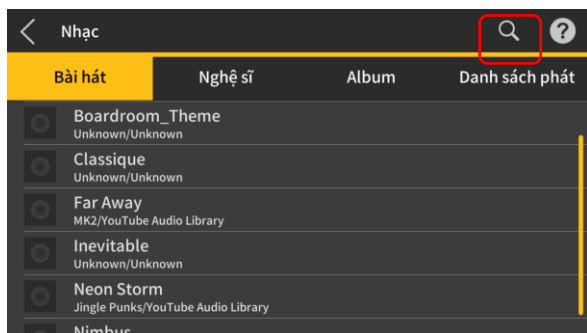 Nhạc
?
Bài hát Nghệ sĩ Album Danh sách phát
Boardroom_Theme
Unknown/Unknown
Classique
Unknown/Unknown
Far Away
MK2/YouTube Audio Library
Inevitable
Unknown/Unknown
Neon Storm
Jingle Punks/YouTube Audio Library
Nimbus